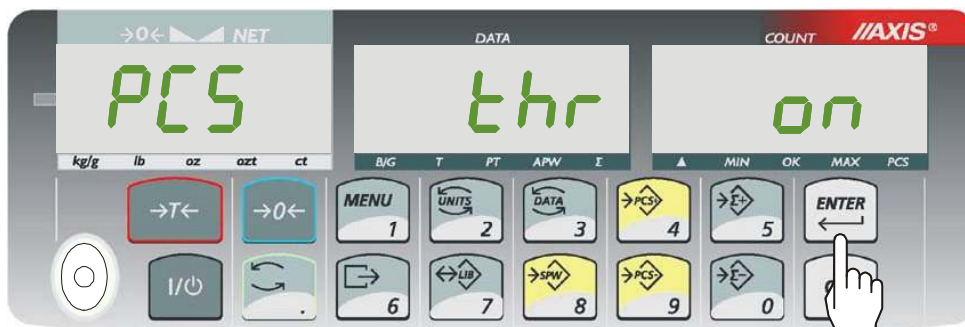 →0← NET
DATA
COUNT
//AXIS®
PCS
thr
on
kg/g lb oz ozt ct
B/G T PT APW Σ
▲ MIN OK MAX PCS
→T←
→0←
MENU 1
UNITS 2
DATA 3
→PCS 4
→Σ+ 5
ENTER
I/⏻
.
6
↔LIB 7
→SPW 8
→PCS- 9
→Σ- 0